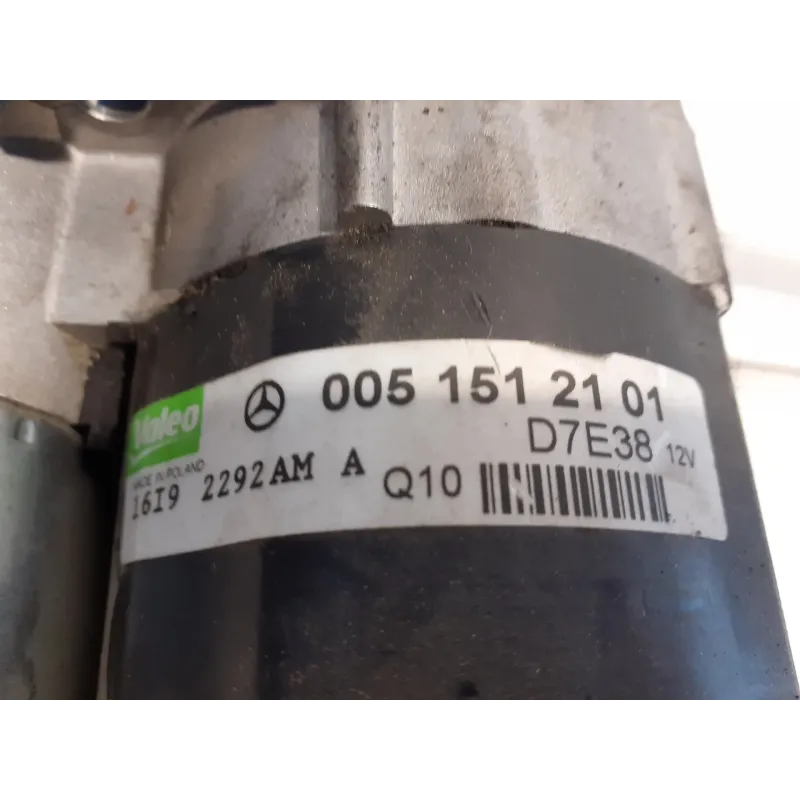 Valeo
005 151 21 01
MADE IN POLAND
D7E38 12V
16I9 2292AM A
Q10